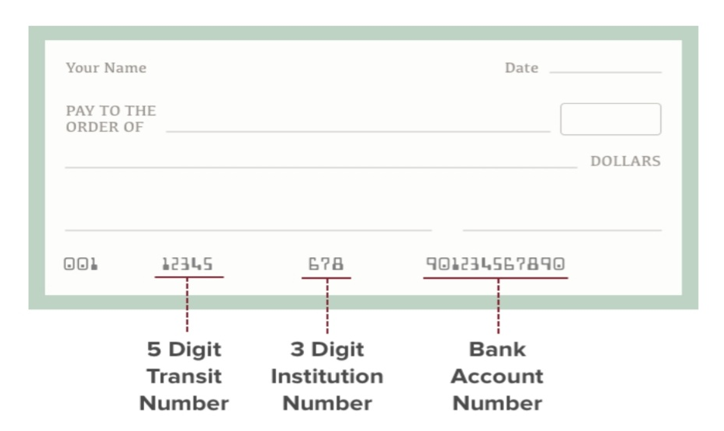 Your Name
Date
PAY TO THE
ORDER OF
DOLLARS
001 12345 678 901234567890
5 Digit
Transit
Number
3 Digit
Institution
Number
Bank
Account
Number